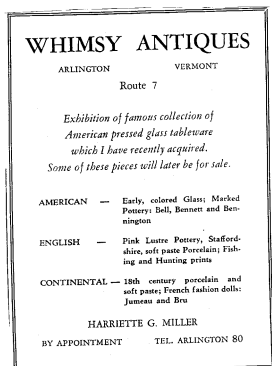 WHIMSY ANTIQUES
ARLINGTON VERMONT
Route 7
Exhibition of famous collection of
American pressed glass tableware
which I have recently acquired.
Some of these pieces will later be for sale.
AMERICAN — Early, colored Glass; Marked
Pottery: Bell, Bennett and Ben-
nington
ENGLISH — Pink Lustre Pottery, Stafford-
shire, soft paste Porcelain; Fish-
ing and Hunting prints
CONTINENTAL — 18th century porcelain and
soft paste; French fashion dolls:
Jumeau and Bru
HARRIETTE G. MILLER
BY APPOINTMENT TEL. ARLINGTON 80